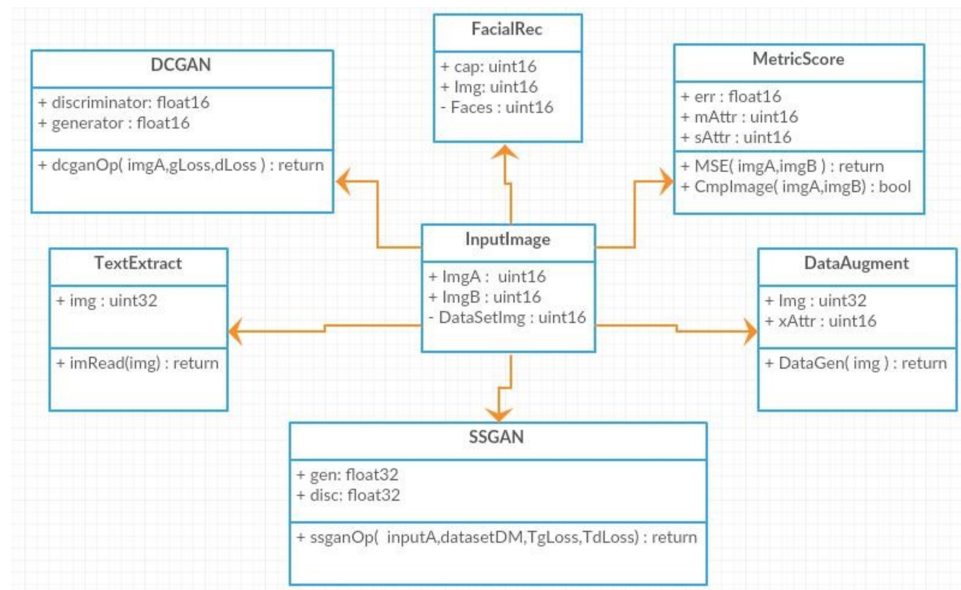 FacialRec
+ cap: uint16
+ Img: uint16
- Faces : uint16
DCGAN
+ discriminator: float16
+ generator : float16
+ dcganOp( imgA,gLoss,dLoss ) : return
MetricScore
+ err : float16
+ mAttr : uint16
+ sAttr : uint16
+ MSE( imgA,imgB ) : return
+ CmpImage( imgA,imgB) : bool
InputImage
+ ImgA :  uint16
+ ImgB : uint16
- DataSetImg : uint16
TextExtract
+ img : uint32
+ imRead(img) : return
DataAugment
+ Img : uint32
+ xAttr : uint16
+ DataGen( img ) : return
SSGAN
+ gen: float32
+ disc: float32
+ ssganOp(  inputA,datasetDM,TgLoss,TdLoss) : return